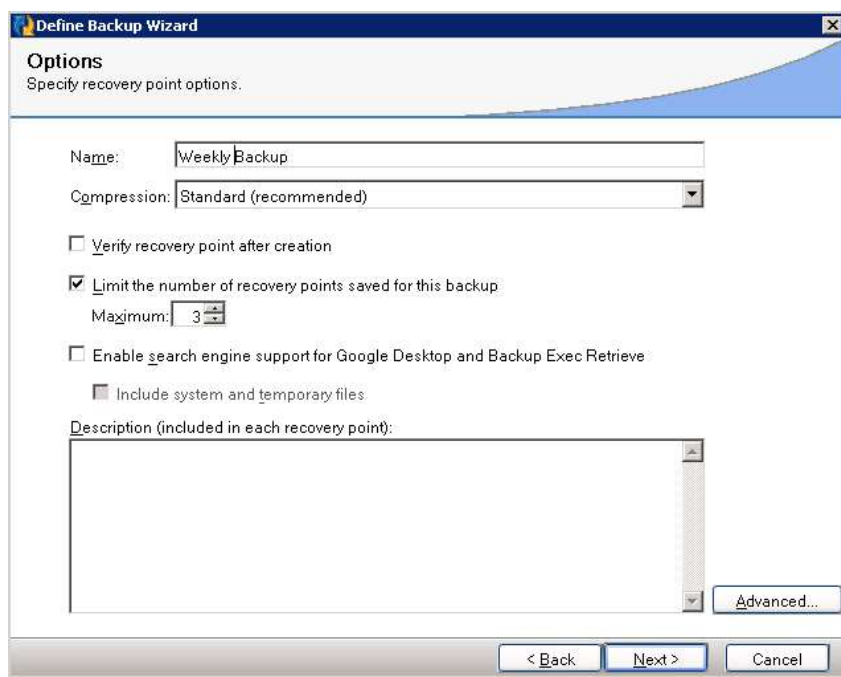 Define Backup Wizard
Options
Specify recovery point options.
Name: Weekly Backup
Compression: Standard (recommended)
Verify recovery point after creation
Limit the number of recovery points saved for this backup
Maximum: 3
Enable search engine support for Google Desktop and Backup Exec Retrieve
Include system and temporary files
Description (included in each recovery point):
Advanced...
< Back Next > Cancel